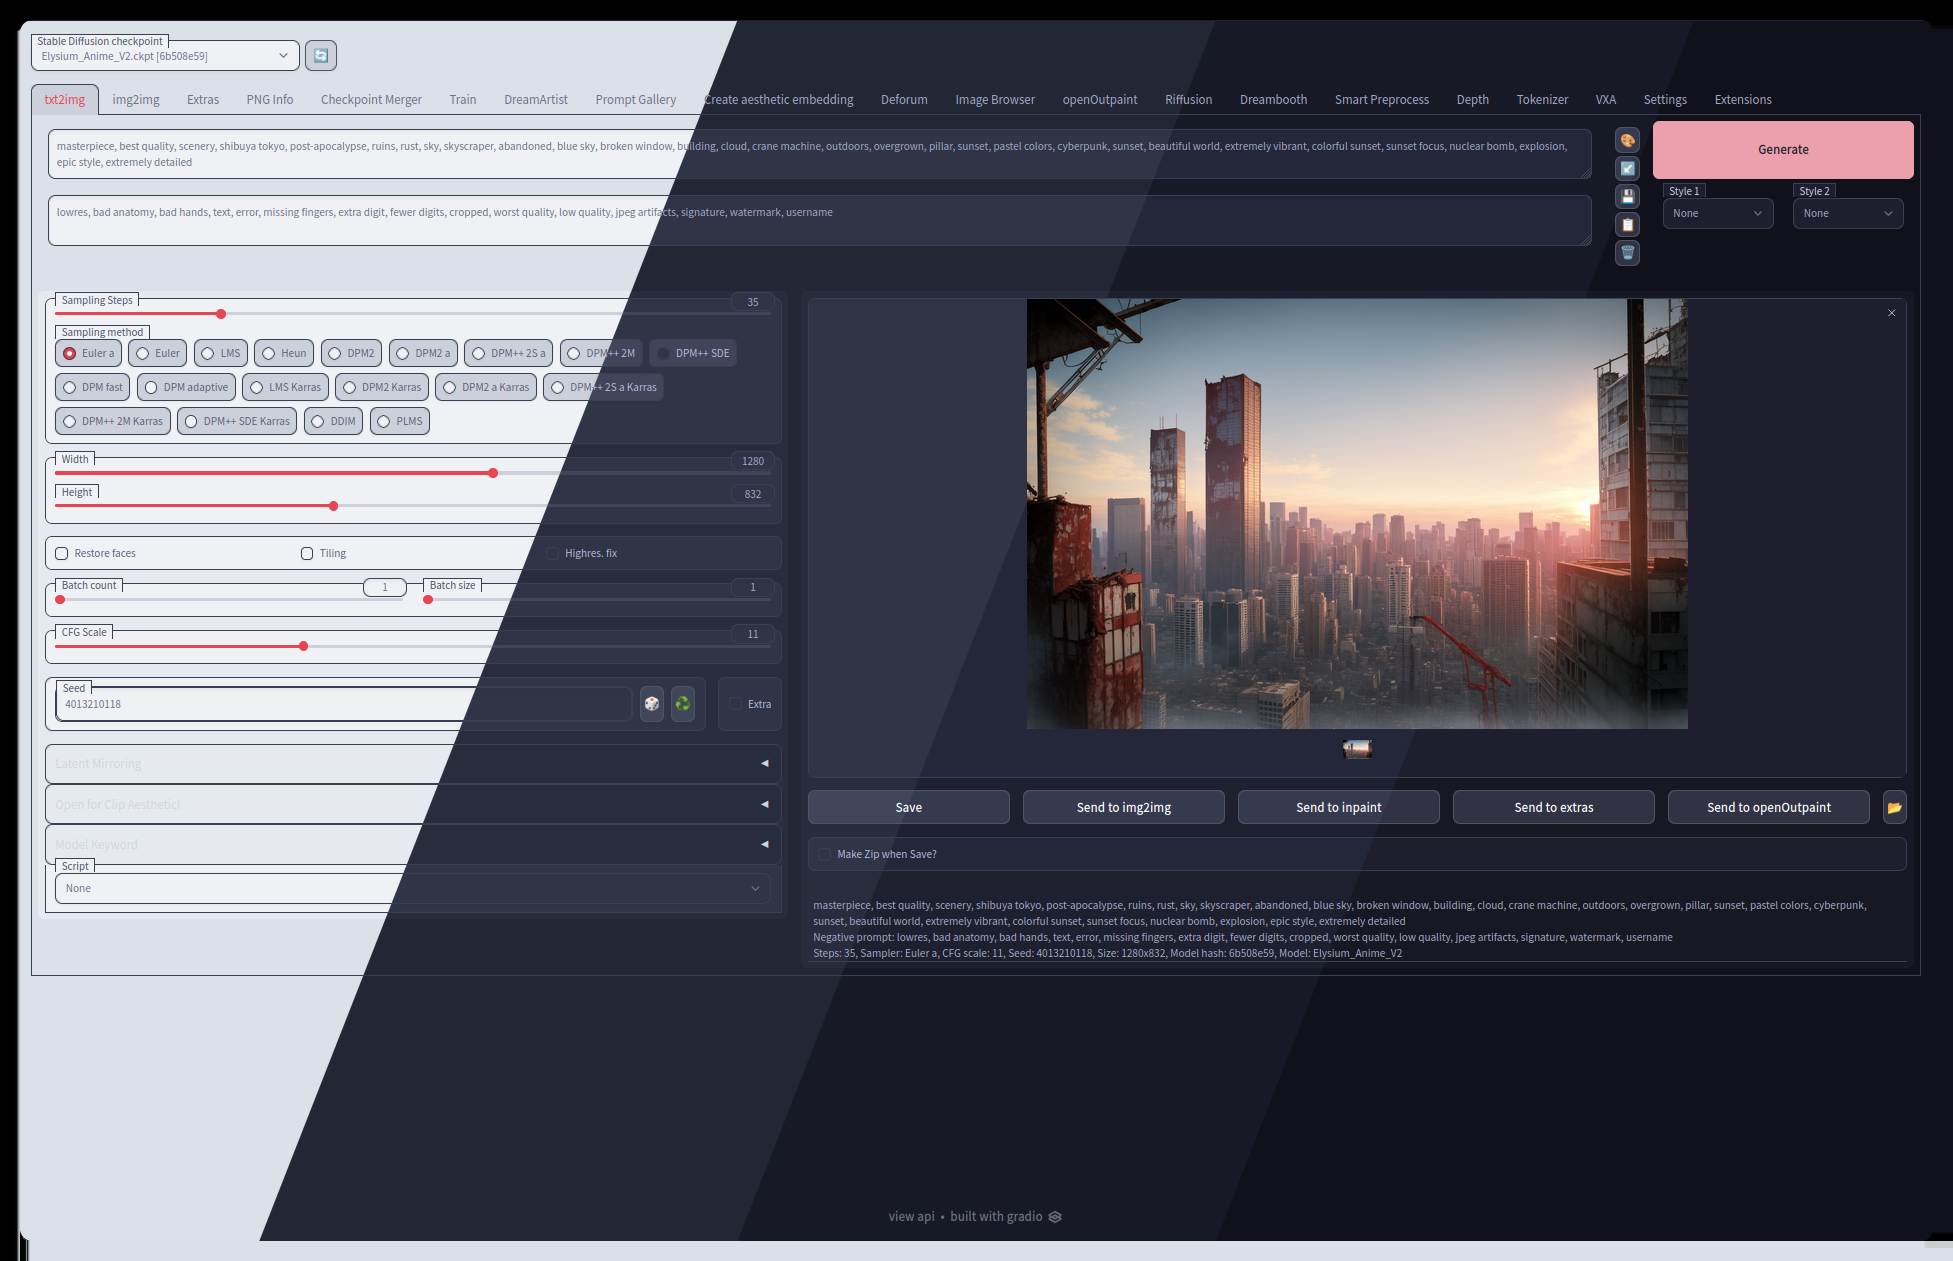 Stable Diffusion checkpoint
Elysium_Anime_V2.ckpt [6b508e59]
txt2img img2img Extras PNG Info Checkpoint Merger Train DreamArtist Prompt Gallery Create aesthetic embedding Deforum Image Browser openOutpaint Riffusion Dreambooth Smart Preprocess Depth Tokenizer VXA Settings Extensions
masterpiece, best quality, scenery, shibuya tokyo, post-apocalypse, ruins, rust, sky, skyscraper, abandoned, blue sky, broken window, building, cloud, crane machine, outdoors, overgrown, pillar, sunset, pastel colors, cyberpunk, sunset, beautiful world, extremely vibrant, colorful sunset, sunset focus, nuclear bomb, explosion,
epic style, extremely detailed
lowres, bad anatomy, bad hands, text, error, missing fingers, extra digit, fewer digits, cropped, worst quality, low quality, jpeg artifacts, signature, watermark, username
Generate
Style 1 Style 2
None None
Sampling Steps 35
Sampling method
Euler a Euler LMS Heun DPM2 DPM2 a DPM++ 2S a DPM++ 2M DPM++ SDE
DPM fast DPM adaptive LMS Karras DPM2 Karras DPM2 a Karras DPM++ 2S a Karras
DPM++ 2M Karras DPM++ SDE Karras DDIM PLMS
Width 1280
Height 832
Restore faces Tiling Highres. fix
Batch count 1 Batch size 1
CFG Scale 11
Seed
4013210118 Extra
Latent Mirroring
Open for Clip Aesthetic!
Model Keyword
Script
None
Save Send to img2img Send to inpaint Send to extras Send to openOutpaint
Make Zip when Save?
masterpiece, best quality, scenery, shibuya tokyo, post-apocalypse, ruins, rust, sky, skyscraper, abandoned, blue sky, broken window, building, cloud, crane machine, outdoors, overgrown, pillar, sunset, pastel colors, cyberpunk,
sunset, beautiful world, extremely vibrant, colorful sunset, sunset focus, nuclear bomb, explosion, epic style, extremely detailed
Negative prompt: lowres, bad anatomy, bad hands, text, error, missing fingers, extra digit, fewer digits, cropped, worst quality, low quality, jpeg artifacts, signature, watermark, username
Steps: 35, Sampler: Euler a, CFG scale: 11, Seed: 4013210118, Size: 1280x832, Model hash: 6b508e59, Model: Elysium_Anime_V2
view api • built with gradio